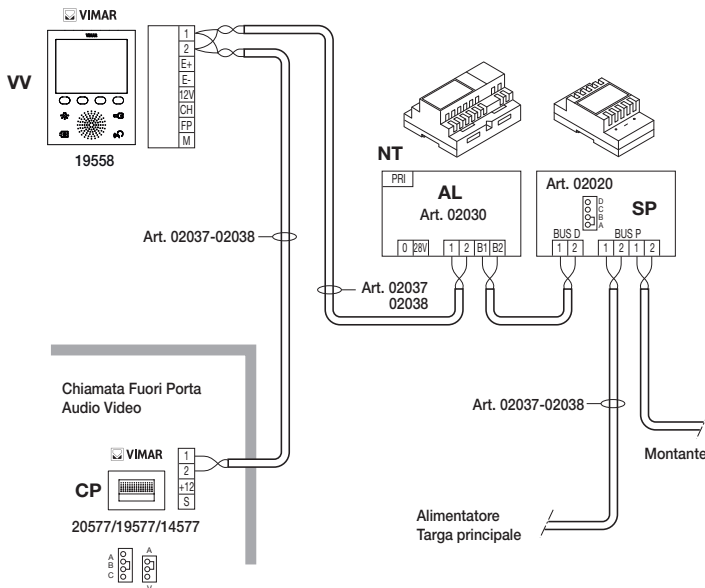 VIMAR
VIMAR
VV
19558
1
2
E+
E-
12V
CH
FP
M
NT
PRI
AL
Art. 02030
0 28V 1 2 B1 B2
Art. 02020
D
C
B
A
SP
BUS D BUS P
1 2 1 2 1 2
Art. 02037-02038
Art. 02037
02038
Chiamata Fuori Porta
Audio Video
Art. 02037-02038
Montante
VIMAR
CP
1
2
+12
S
20577/19577/14577
Alimentatore
Targa principale
A
B
C
A
V